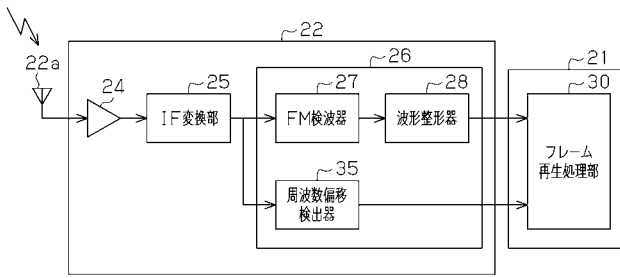 22
21
22a
24
25
26
27
28
30
IF変換部
FM検波器
波形整形器
フレーム
再生処理部
35
周波数偏移
検出器